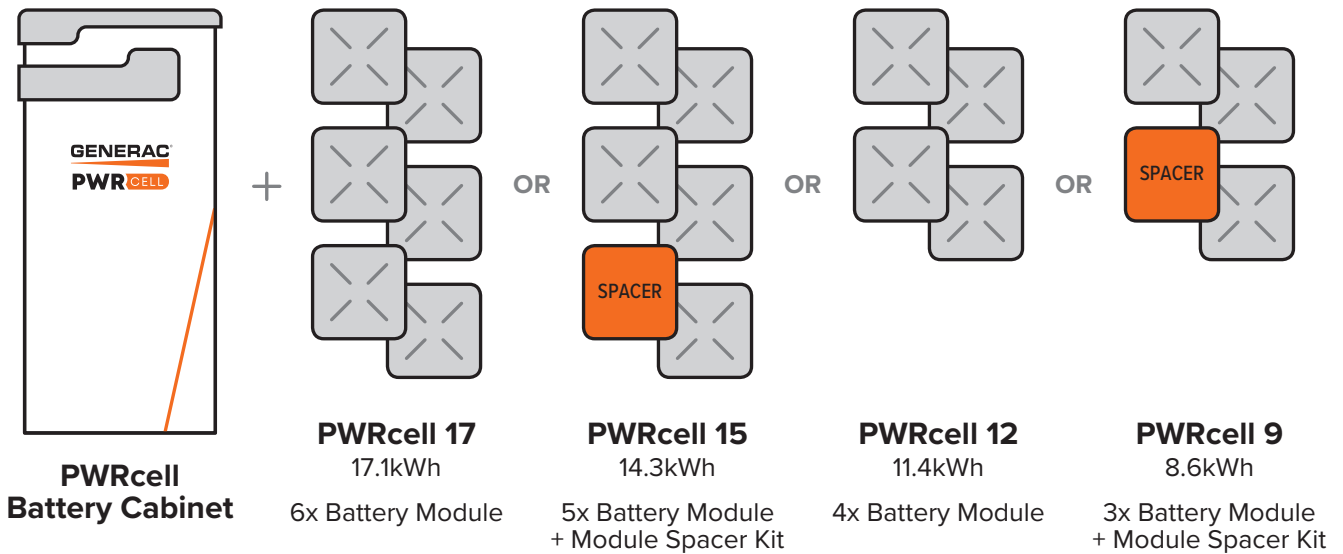 GENERAC
PWRCELL
PWRcell
Battery Cabinet
+
OR
SPACER
OR
OR
SPACER
PWRcell 17
17.1kWh
6x Battery Module
PWRcell 15
14.3kWh
5x Battery Module
+ Module Spacer Kit
PWRcell 12
11.4kWh
4x Battery Module
PWRcell 9
8.6kWh
3x Battery Module
+ Module Spacer Kit